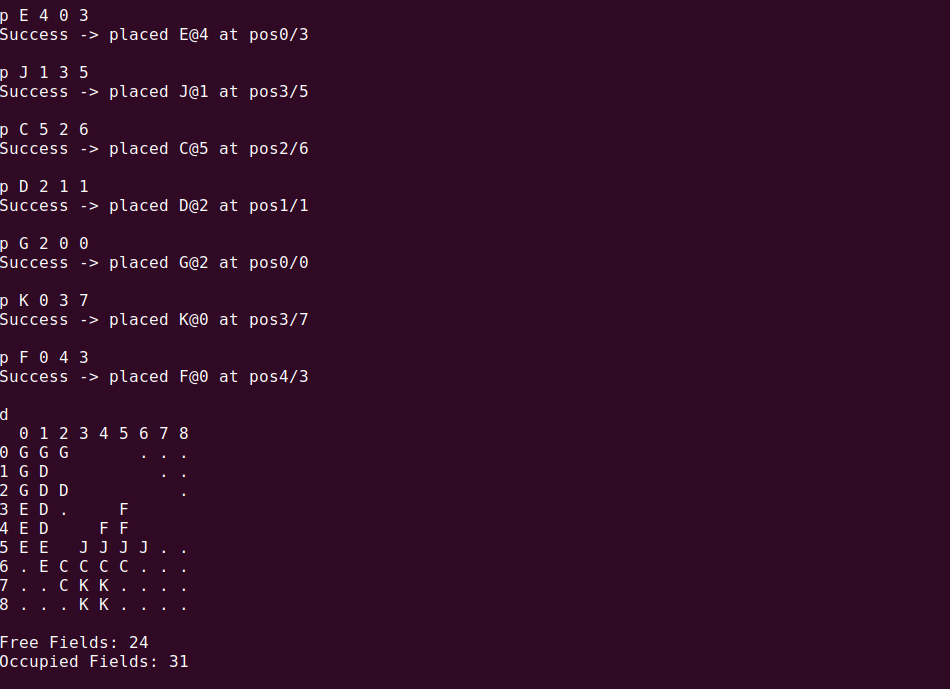 p E 4 0 3
Success -> placed E@4 at pos0/3
p J 1 3 5
Success -> placed J@1 at pos3/5
p C 5 2 6
Success -> placed C@5 at pos2/6
p D 2 1 1
Success -> placed D@2 at pos1/1
p G 2 0 0
Success -> placed G@2 at pos0/0
p K 0 3 7
Success -> placed K@0 at pos3/7
p F 0 4 3
Success -> placed F@0 at pos4/3
d
  0 1 2 3 4 5 6 7 8
0 G G G       . . .
1 G D           . .
2 G D D           .
3 E D .     F
4 E D     F F
5 E E   J J J J . .
6 . E C C C C . . .
7 . . C K K . . . .
8 . . . K K . . . .
Free Fields: 24
Occupied Fields: 31